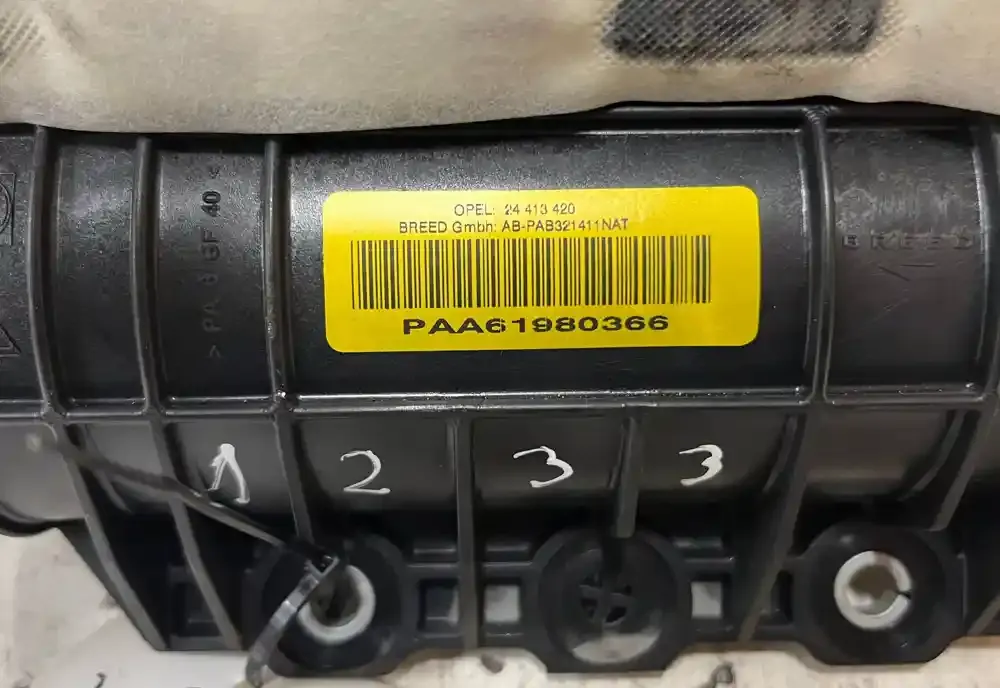 OPEL: 24 413 420
BREED Gmbh: AB-PAB321411NAT
PAA61980366
> PA 6 GF 40 <
BREED
1 2 3 3